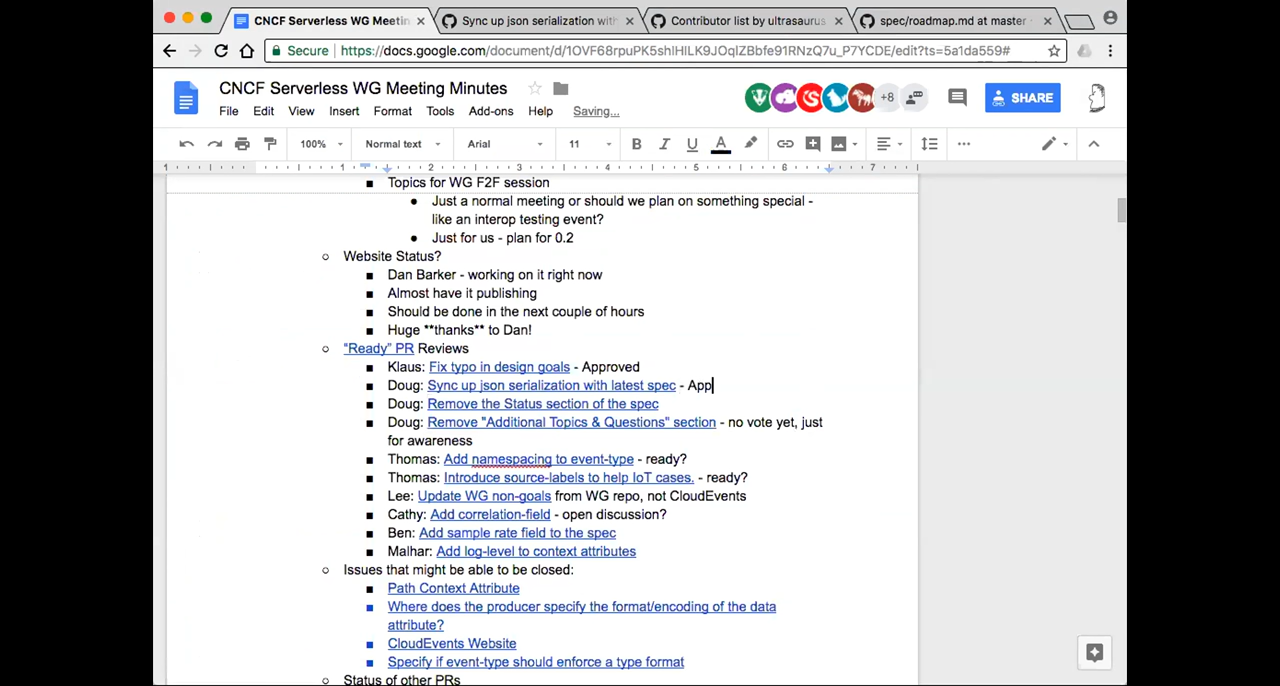 CNCF Serverless WG Meetin
Sync up json serialization with
Contributor list by ultrasaurus
spec/roadmap.md at master
Secure
https://docs.google.com/document/d/1OVF68rpuPK5shIHILK9JOqIZBbfe91RNzQ7u_P7YCDE/edit?ts=5a1da559#
CNCF Serverless WG Meeting Minutes
+8
SHARE
File Edit View Insert Format Tools Add-ons Help Saving...
100% Normal text Arial 11 B I U A
1 1 2 3 4 5 6 7
Topics for WG F2F session
Just a normal meeting or should we plan on something special -
like an interop testing event?
Just for us - plan for 0.2
Website Status?
Dan Barker - working on it right now
Almost have it publishing
Should be done in the next couple of hours
Huge **thanks** to Dan!
“Ready” PR Reviews
Klaus: Fix typo in design goals - Approved
Doug: Sync up json serialization with latest spec - App
Doug: Remove the Status section of the spec
Doug: Remove "Additional Topics & Questions" section - no vote yet, just
for awareness
Thomas: Add namespacing to event-type - ready?
Thomas: Introduce source-labels to help IoT cases. - ready?
Lee: Update WG non-goals from WG repo, not CloudEvents
Cathy: Add correlation-field - open discussion?
Ben: Add sample rate field to the spec
Malhar: Add log-level to context attributes
Issues that might be able to be closed:
Path Context Attribute
Where does the producer specify the format/encoding of the data
attribute?
CloudEvents Website
Specify if event-type should enforce a type format
Status of other PRs